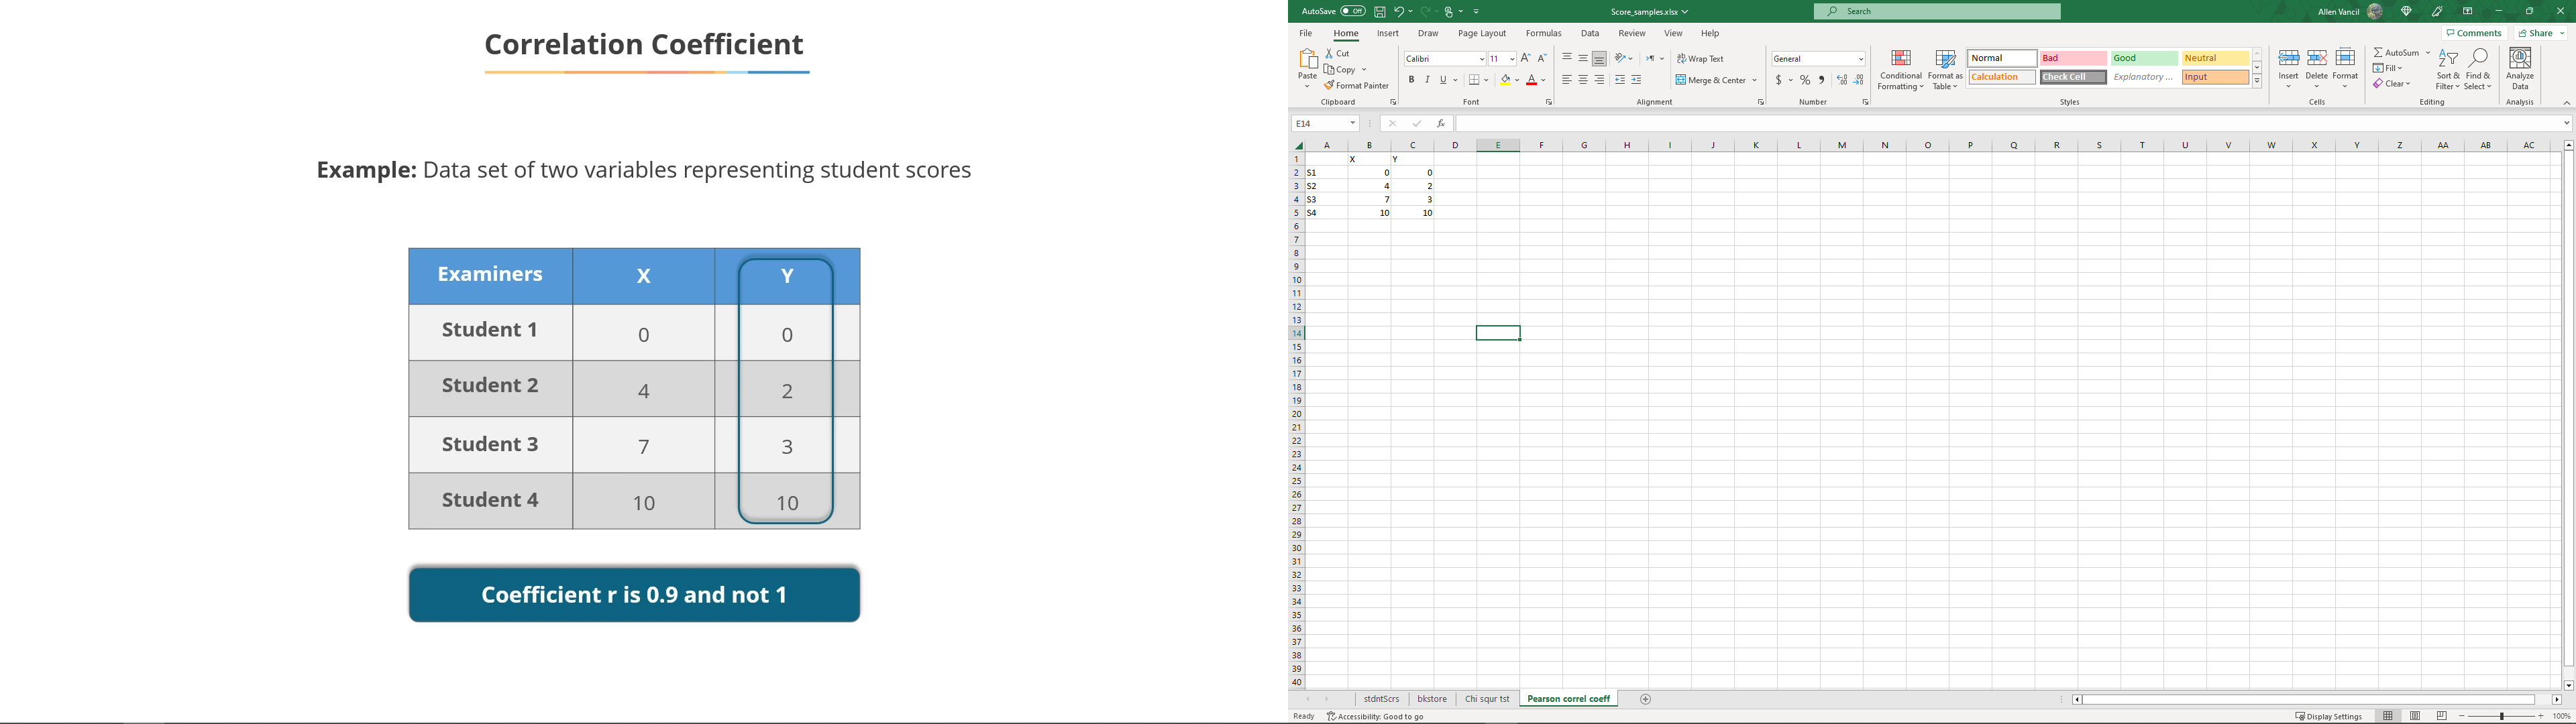 Correlation Coefficient
Example: Data set of two variables representing student scores
Examiners X Y
Student 1 0 0
Student 2 4 2
Student 3 7 3
Student 4 10 10
Coefficient r is 0.9 and not 1
AutoSave Off Score_samples.xlsx Search Allen Vancil
File Home Insert Draw Page Layout Formulas Data Review View Help Comments Share
Paste Cut Copy Format Painter
Clipboard
Calibri 11 A A
B I U A
Font
Wrap Text
Merge & Center
Alignment
General
$ %
Number
Conditional Formatting Format as Table
Normal Bad Good Neutral
Calculation Check Cell Explanatory ... Input
Styles
Insert Delete Format
Cells
AutoSum Fill Clear
Sort & Filter Find & Select
Editing
Analyze Data
Analysis
E14 fx
A B C D E F G H I J K L M N O P Q R S T U V W X Y Z AA AB AC
1 X Y
2 S1 0 0
3 S2 4 2
4 S3 7 3
5 S4 10 10
6
7
8
9
10
11
12
13
14
15
16
17
18
19
20
21
22
23
24
25
26
27
28
29
30
31
32
33
34
35
36
37
38
39
40
stdntScrs bkstore Chi squr tst Pearson correl coeff
Ready Accessibility: Good to go Display Settings 100%